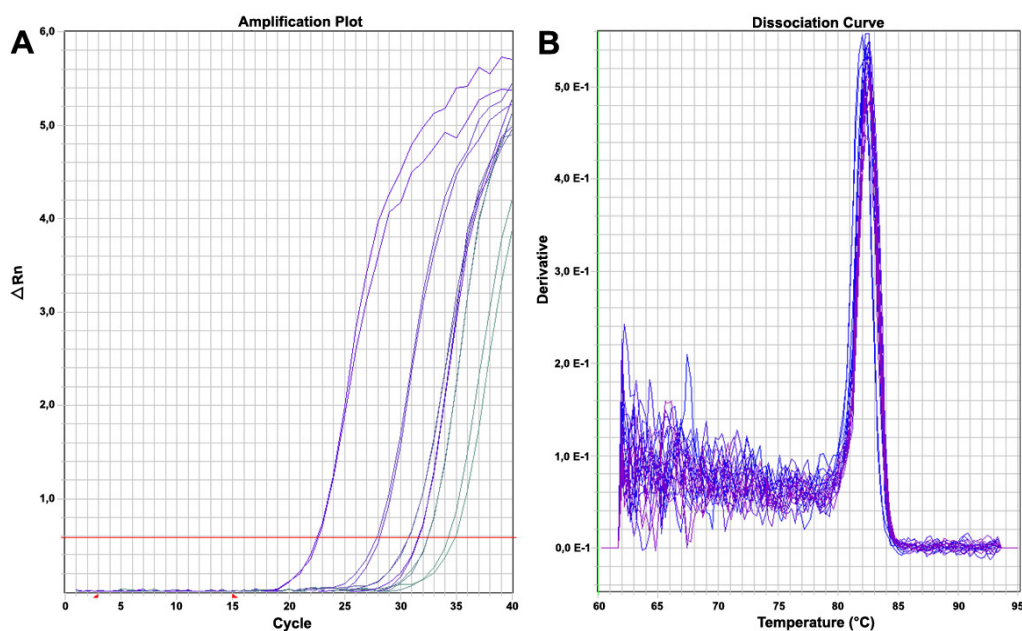 A
Amplification Plot
6,0
5,0
4,0
3,0
2,0
1,0
0
5
10
15
20
25
30
35
40
△Rn
Cycle
B
Dissociation Curve
5,0 E-1
4,0 E-1
3,0 E-1
2,0 E-1
1,0 E-1
0,0 E-1
60
65
70
75
80
85
90
95
Derivative
Temperature (°C)